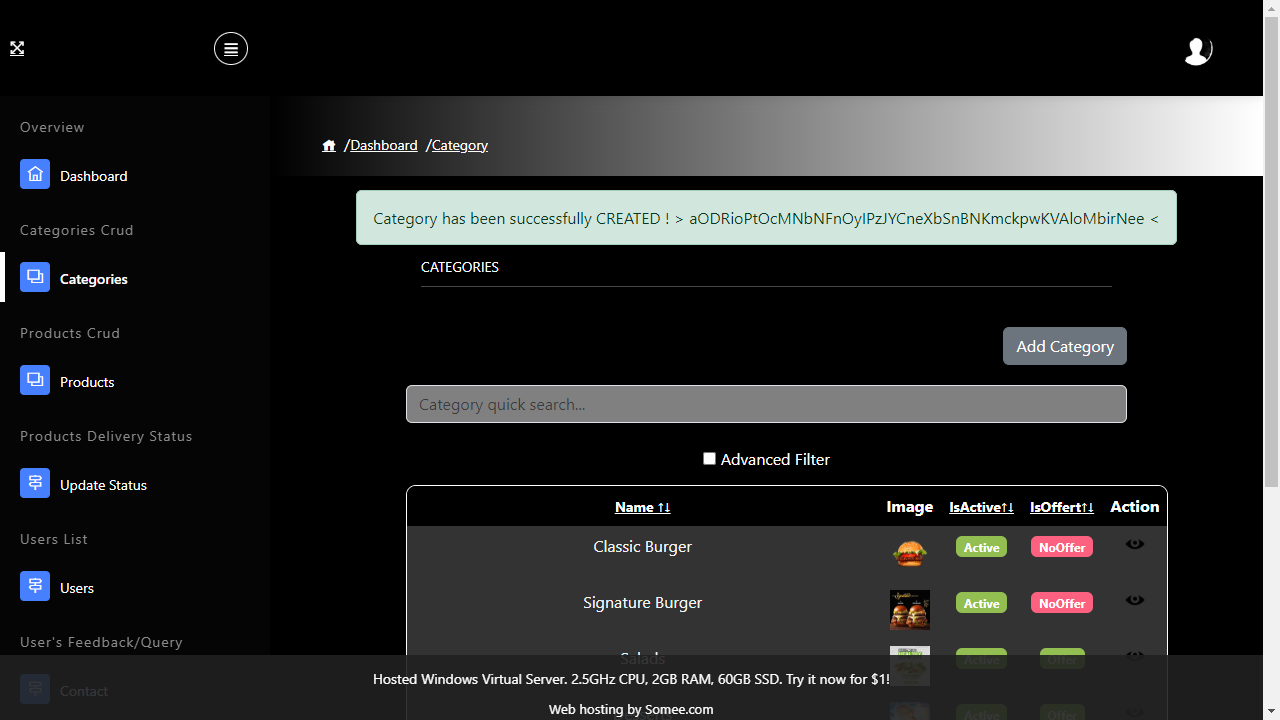 Overview
Dashboard
Categories Crud
Categories
Products Crud
Products
Products Delivery Status
Update Status
Users List
Users
User's Feedback/Query
Contact
/Dashboard /Category
Category has been successfully CREATED ! > aODRioPtOcMNbNFnOyIPzJYCneXbSnBNKmckpwKVAloMbirNee <
CATEGORIES
Add Category
Category quick search...
Advanced Filter
Name ↑↓ Image IsActive↑↓ IsOffert↑↓ Action
Classic Burger Active NoOffer
Signature Burger Active NoOffer
Salads Active Offer
Hosted Windows Virtual Server. 2.5GHz CPU, 2GB RAM, 60GB SSD. Try it now for $1!
Web hosting by Somee.com